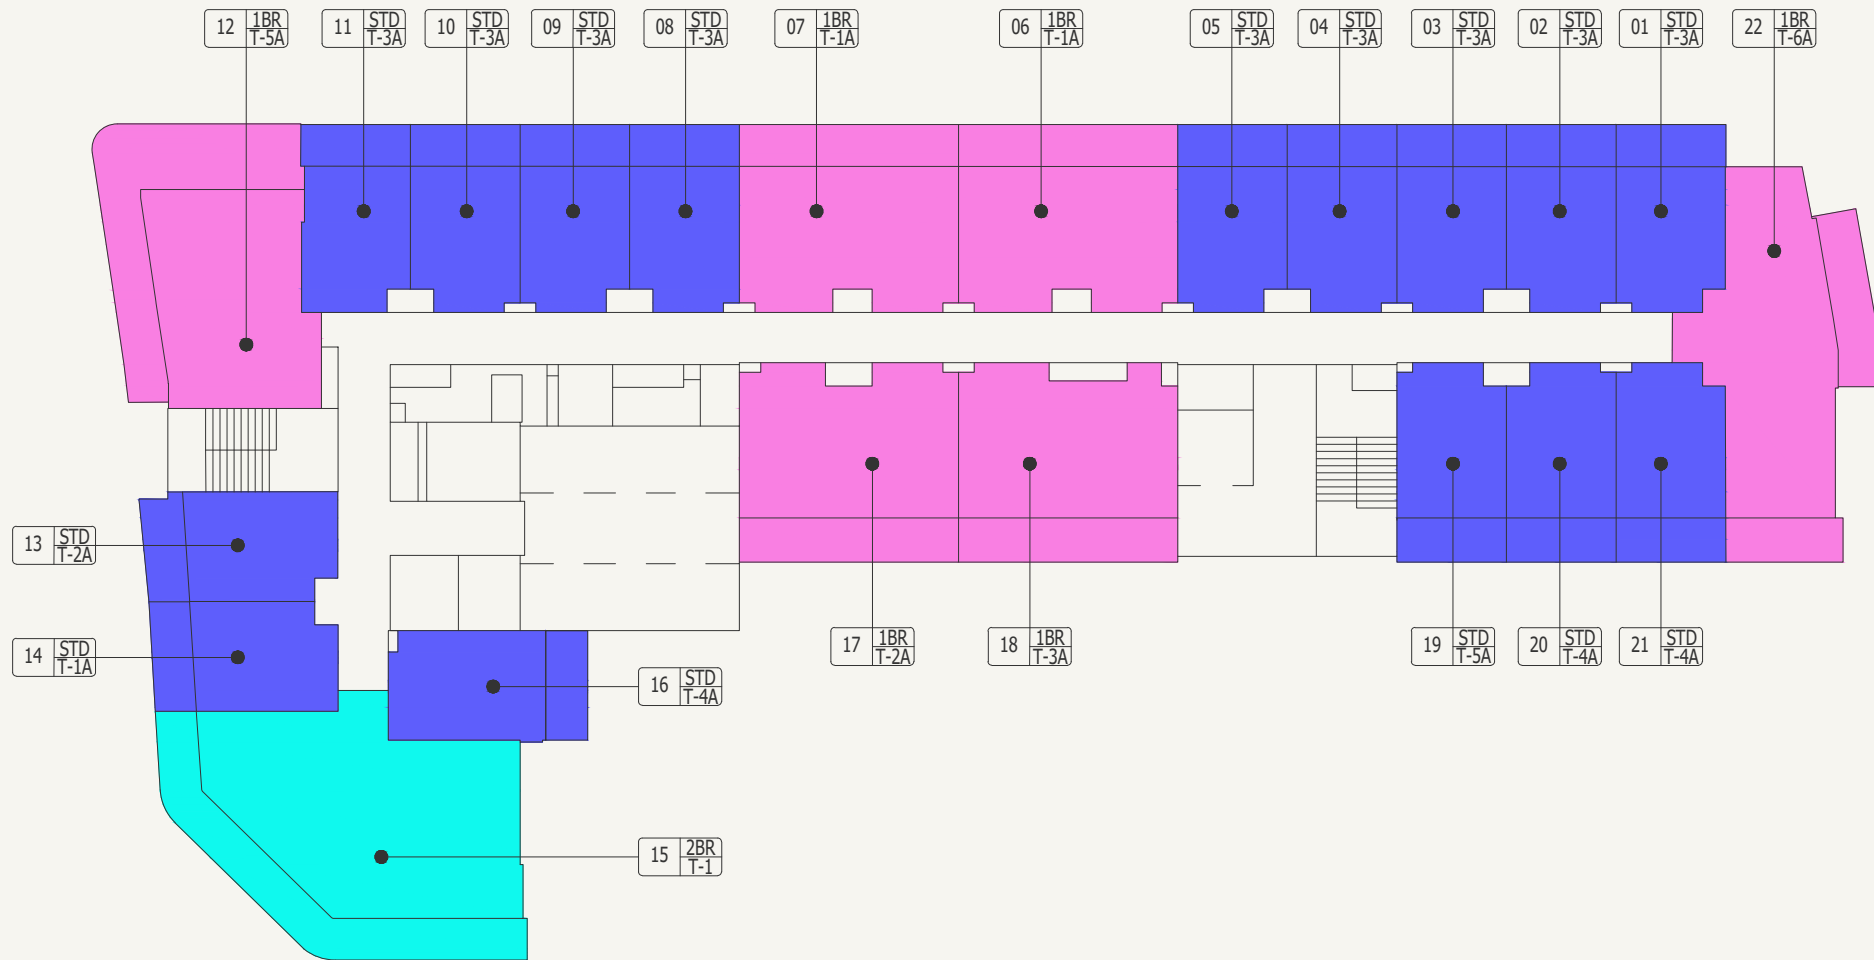 12 1BR T-5A
11 STD T-3A
10 STD T-3A
09 STD T-3A
08 STD T-3A
07 1BR T-1A
06 1BR T-1A
05 STD T-3A
04 STD T-3A
03 STD T-3A
02 STD T-3A
01 STD T-3A
22 1BR T-6A
13 STD T-2A
14 STD T-1A
16 STD T-4A
15 2BR T-1
17 1BR T-2A
18 1BR T-3A
19 STD T-5A
20 STD T-4A
21 STD T-4A